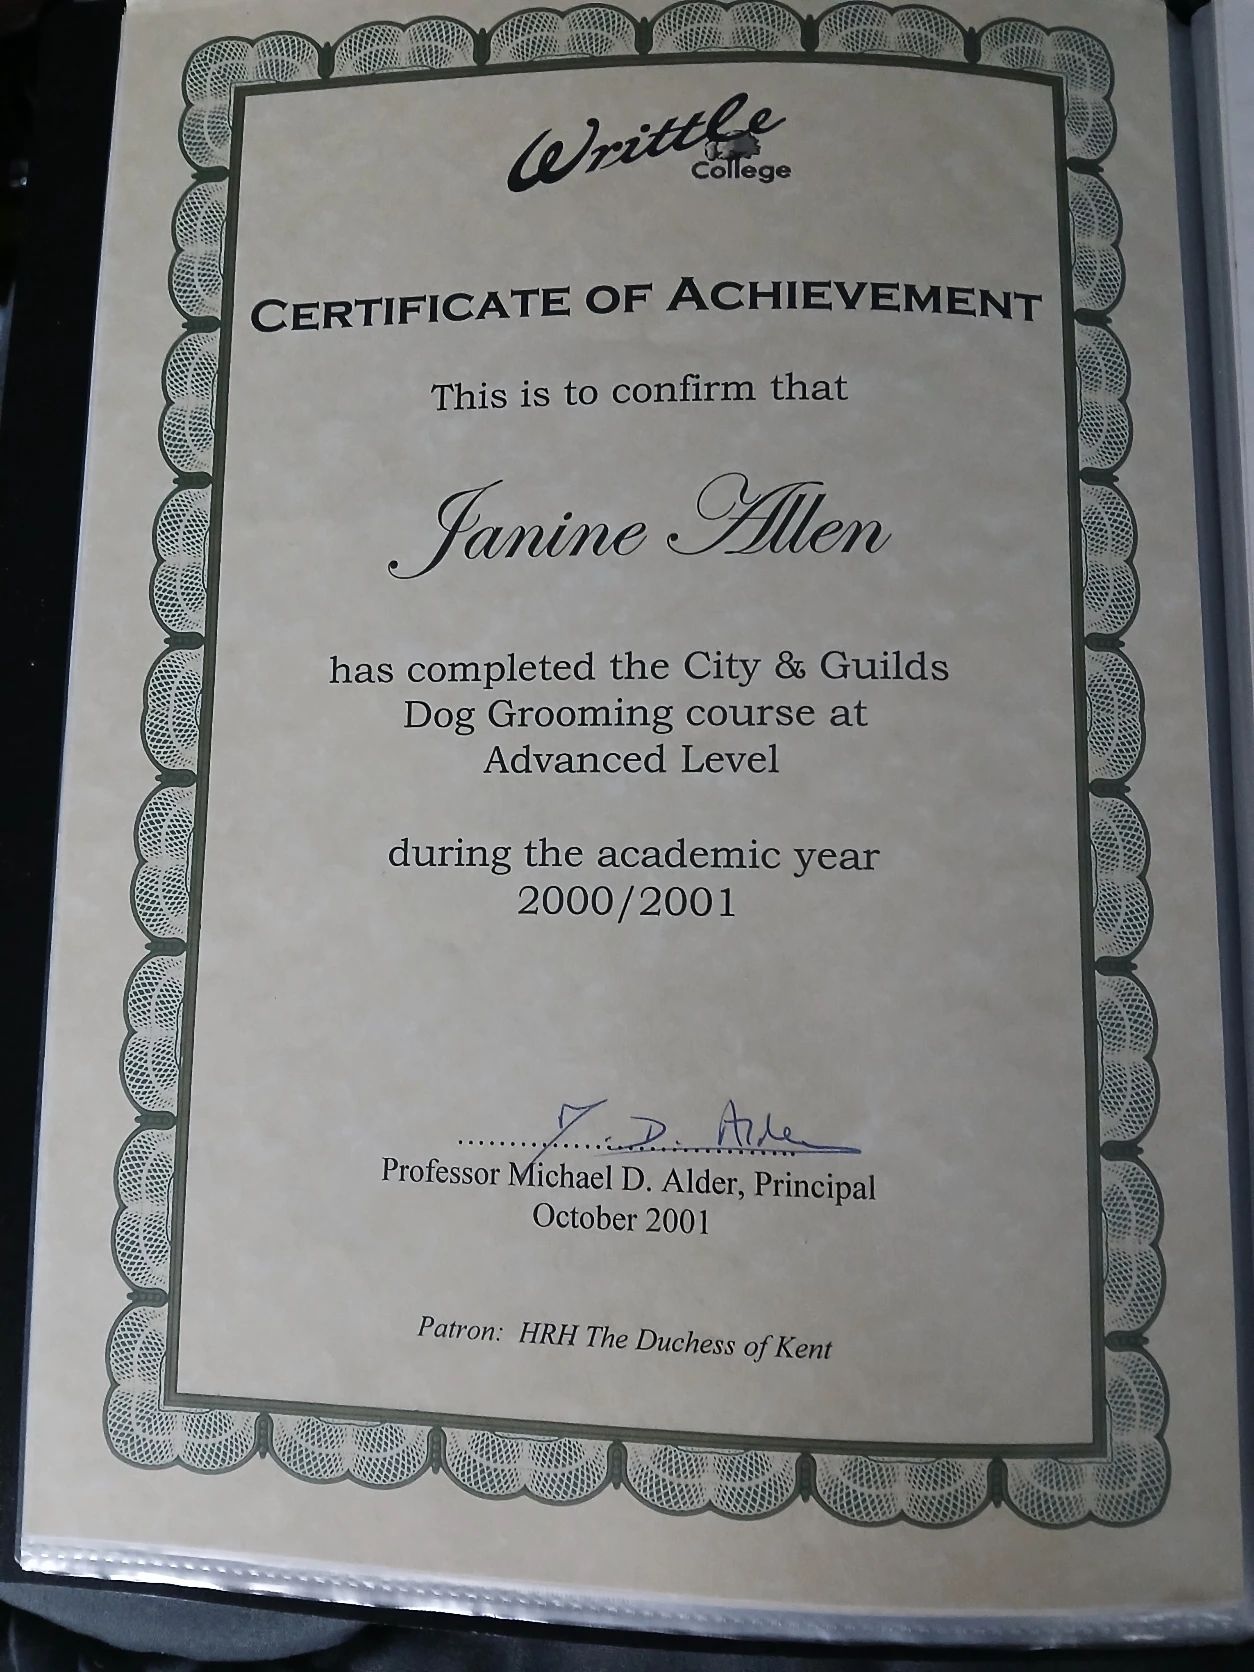 Writtle
College
CERTIFICATE OF ACHIEVEMENT
This is to confirm that
Janine Allen
has completed the City & Guilds
Dog Grooming course at
Advanced Level
during the academic year
2000/2001
M. D. Alder
Professor Michael D. Alder, Principal
October 2001
Patron: HRH The Duchess of Kent